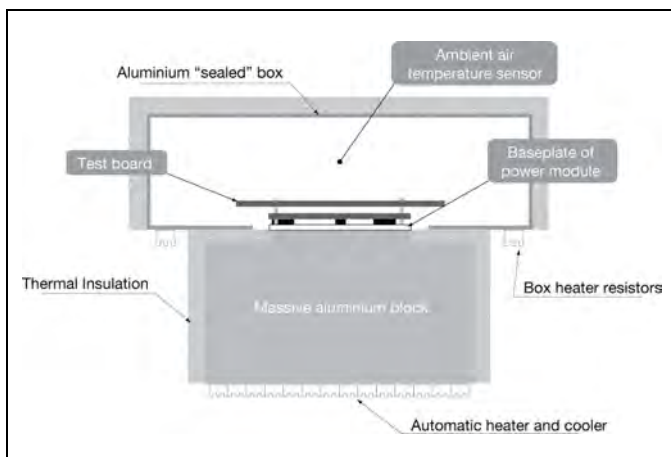 Ambient air
temperature sensor
Aluminium “sealed” box
Test board
Baseplate of
power module
Thermal Insulation
Massive aluminium block
Box heater resistors
Automatic heater and cooler